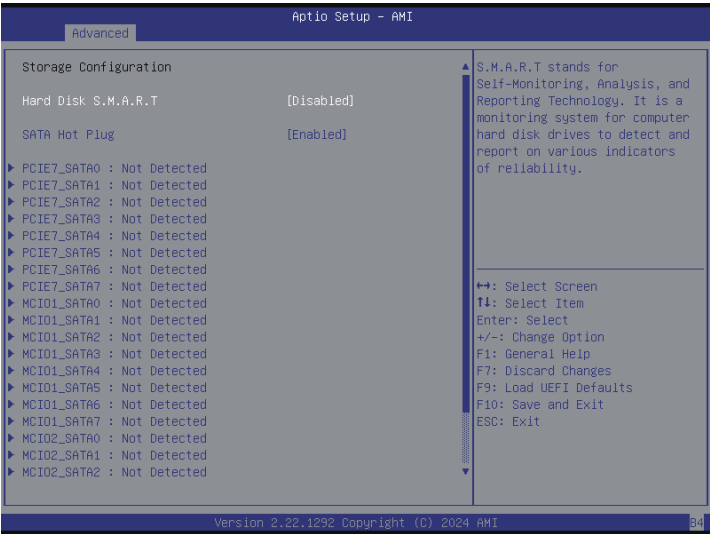 Aptio Setup - AMI
Advanced
Storage Configuration
Hard Disk S.M.A.R.T [Disabled]
SATA Hot Plug [Enabled]
PCIE7_SATA0 : Not Detected
PCIE7_SATA1 : Not Detected
PCIE7_SATA2 : Not Detected
PCIE7_SATA3 : Not Detected
PCIE7_SATA4 : Not Detected
PCIE7_SATA5 : Not Detected
PCIE7_SATA6 : Not Detected
PCIE7_SATA7 : Not Detected
MCIO1_SATA0 : Not Detected
MCIO1_SATA1 : Not Detected
MCIO1_SATA2 : Not Detected
MCIO1_SATA3 : Not Detected
MCIO1_SATA4 : Not Detected
MCIO1_SATA5 : Not Detected
MCIO1_SATA6 : Not Detected
MCIO1_SATA7 : Not Detected
MCIO2_SATA0 : Not Detected
MCIO2_SATA1 : Not Detected
MCIO2_SATA2 : Not Detected
S.M.A.R.T stands for
Self-Monitoring, Analysis, and
Reporting Technology. It is a
monitoring system for computer
hard disk drives to detect and
report on various indicators
of reliability.
↔: Select Screen
↑↓: Select Item
Enter: Select
+/-: Change Option
F1: General Help
F7: Discard Changes
F9: Load UEFI Defaults
F10: Save and Exit
ESC: Exit
Version 2.22.1292 Copyright (C) 2024 AMI
B4